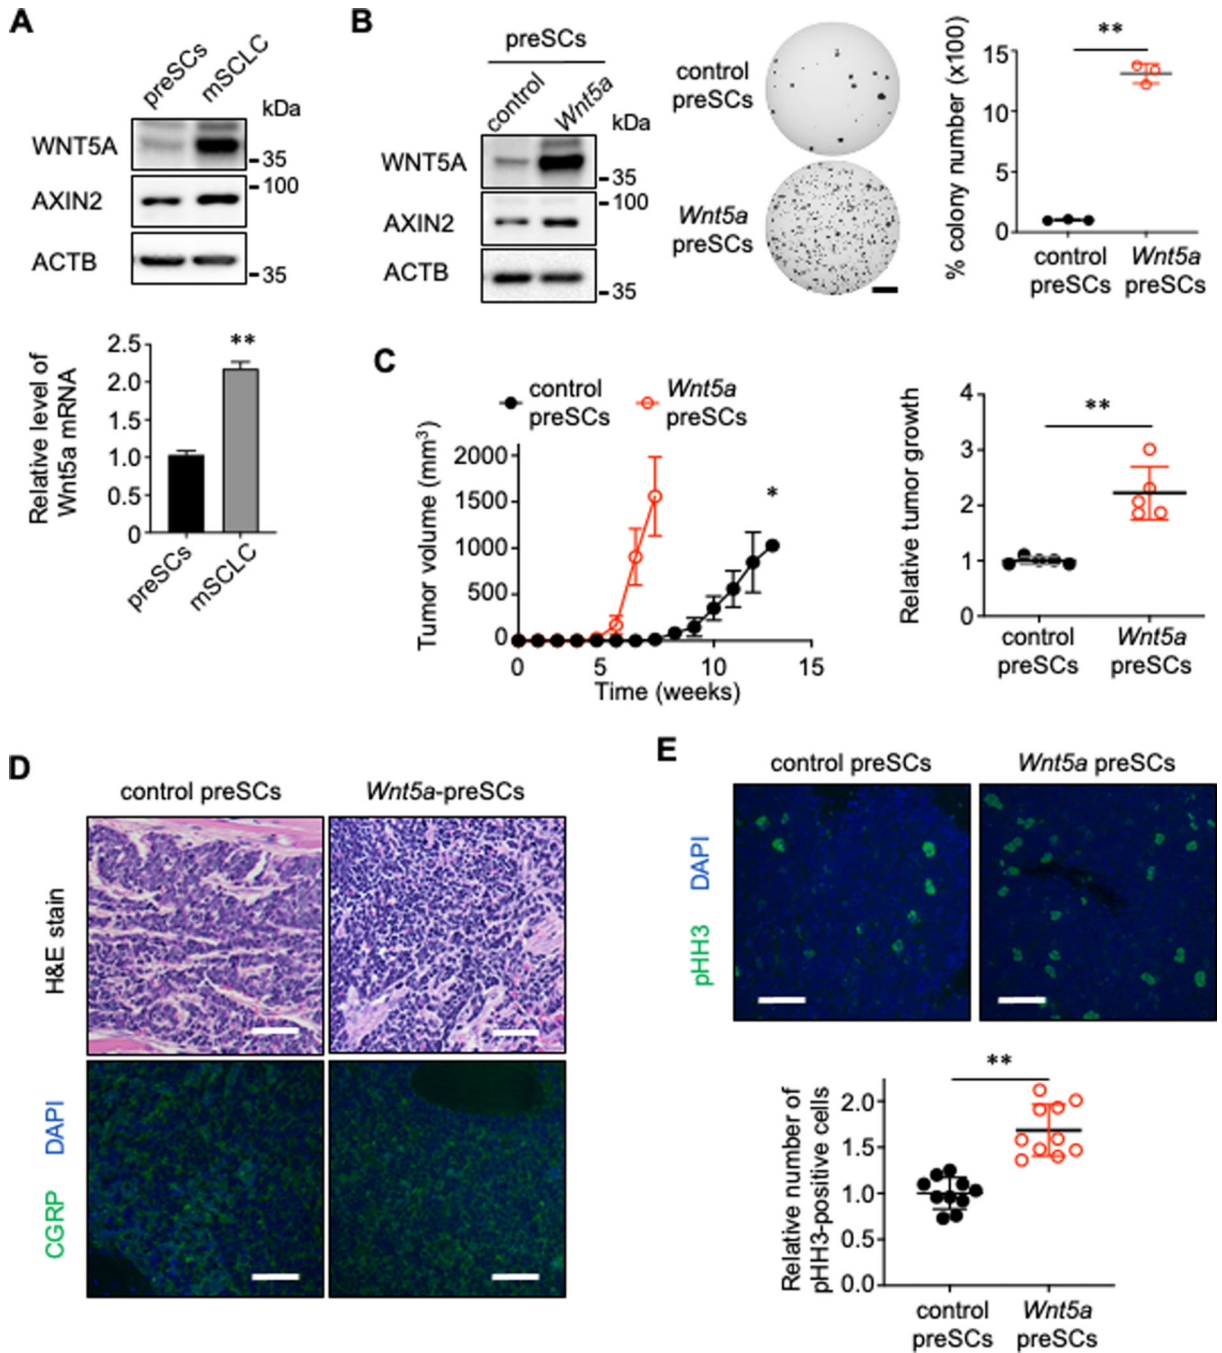 A
preSCs
mSCLC
kDa
WNT5A
35
100
AXIN2
ACTB
35
Relative level of
Wnt5a mRNA
2.5
2.0
1.5
1.0
0.5
0
**
preSCs
mSCLC
B
preSCs
control
Wnt5a
kDa
WNT5A
35
100
AXIN2
ACTB
35
control
preSCs
Wnt5a
preSCs
% colony number (x100)
15
10
5
0
**
control
preSCs
Wnt5a
preSCs
C
control
preSCs
Wnt5a
preSCs
Tumor volume (mm³)
2000
1500
1000
500
0
*
0
5
10
15
Time (weeks)
Relative tumor growth
4
3
2
1
0
**
control
preSCs
Wnt5a
preSCs
D
control preSCs
Wnt5a-preSCs
H&E stain
CGRP DAPI
E
control preSCs
Wnt5a preSCs
pHH3 DAPI
Relative number of
pHH3-positive cells
2.0
1.5
1.0
0.5
0.0
**
control
preSCs
Wnt5a
preSCs